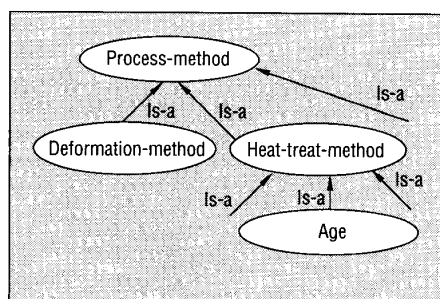 Process-method
Is-a
Is-a
Is-a
Deformation-method
Heat-treat-method
Is-a
Is-a
Is-a
Age